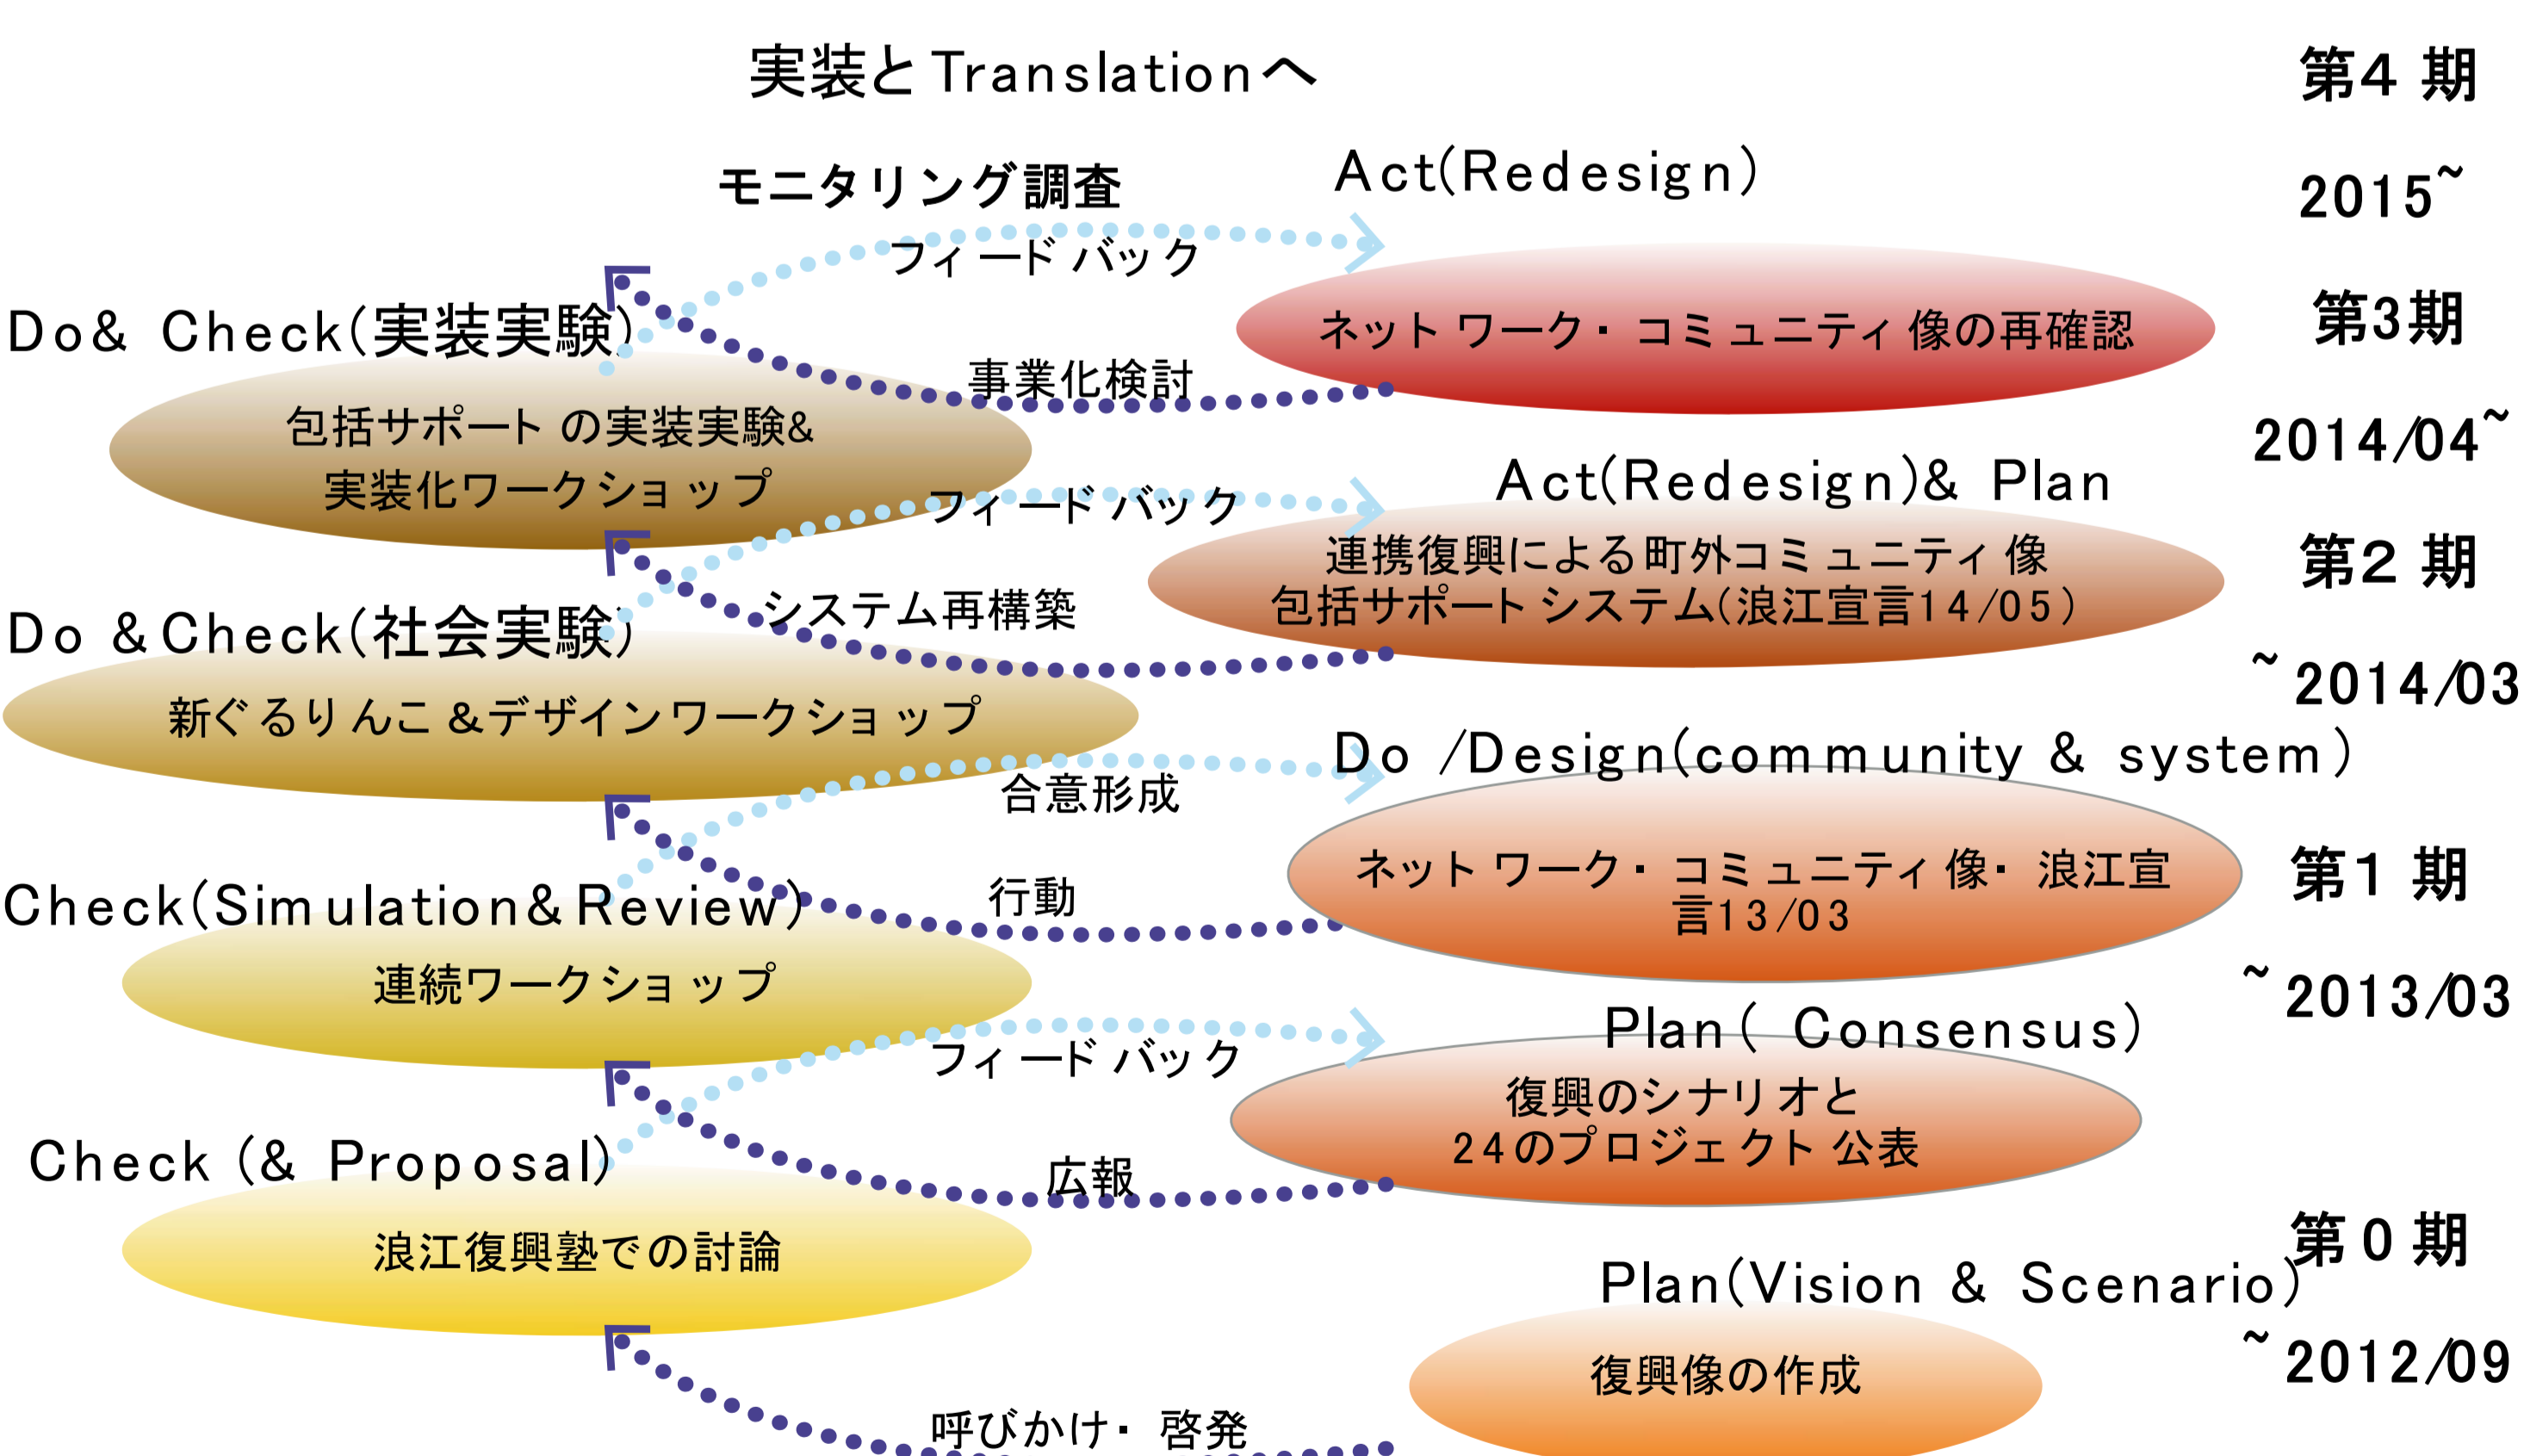 実装とTranslationへ
第4 期
モニタリング調査
Act(Redesign)
2015~
フィードバック
Do& Check(実装実験)
ネットワーク・コミュニティ像の再確認
第3期
事業化検討
包括サポートの実装実験&
実装化ワークショップ
2014/04~
フィードバック
Act(Redesign)& Plan
連携復興による町外コミュニティ像
包括サポートシステム(浪江宣言14/05)
第2 期
システム再構築
Do &Check(社会実験)
~2014/03
新ぐるりんこ&デザインワークショップ
Do /Design(community & system)
合意形成
ネットワーク・コミュニティ像・浪江宣
言13/03
第1 期
行動
Check(Simulation&Review)
連続ワークショップ
~2013/03
Plan( Consensus)
フィードバック
復興のシナリオと
24のプロジェクト公表
Check (& Proposal)
広報
浪江復興塾での討論
第0 期
Plan(Vision & Scenario)
~2012/09
復興像の作成
呼びかけ・啓発